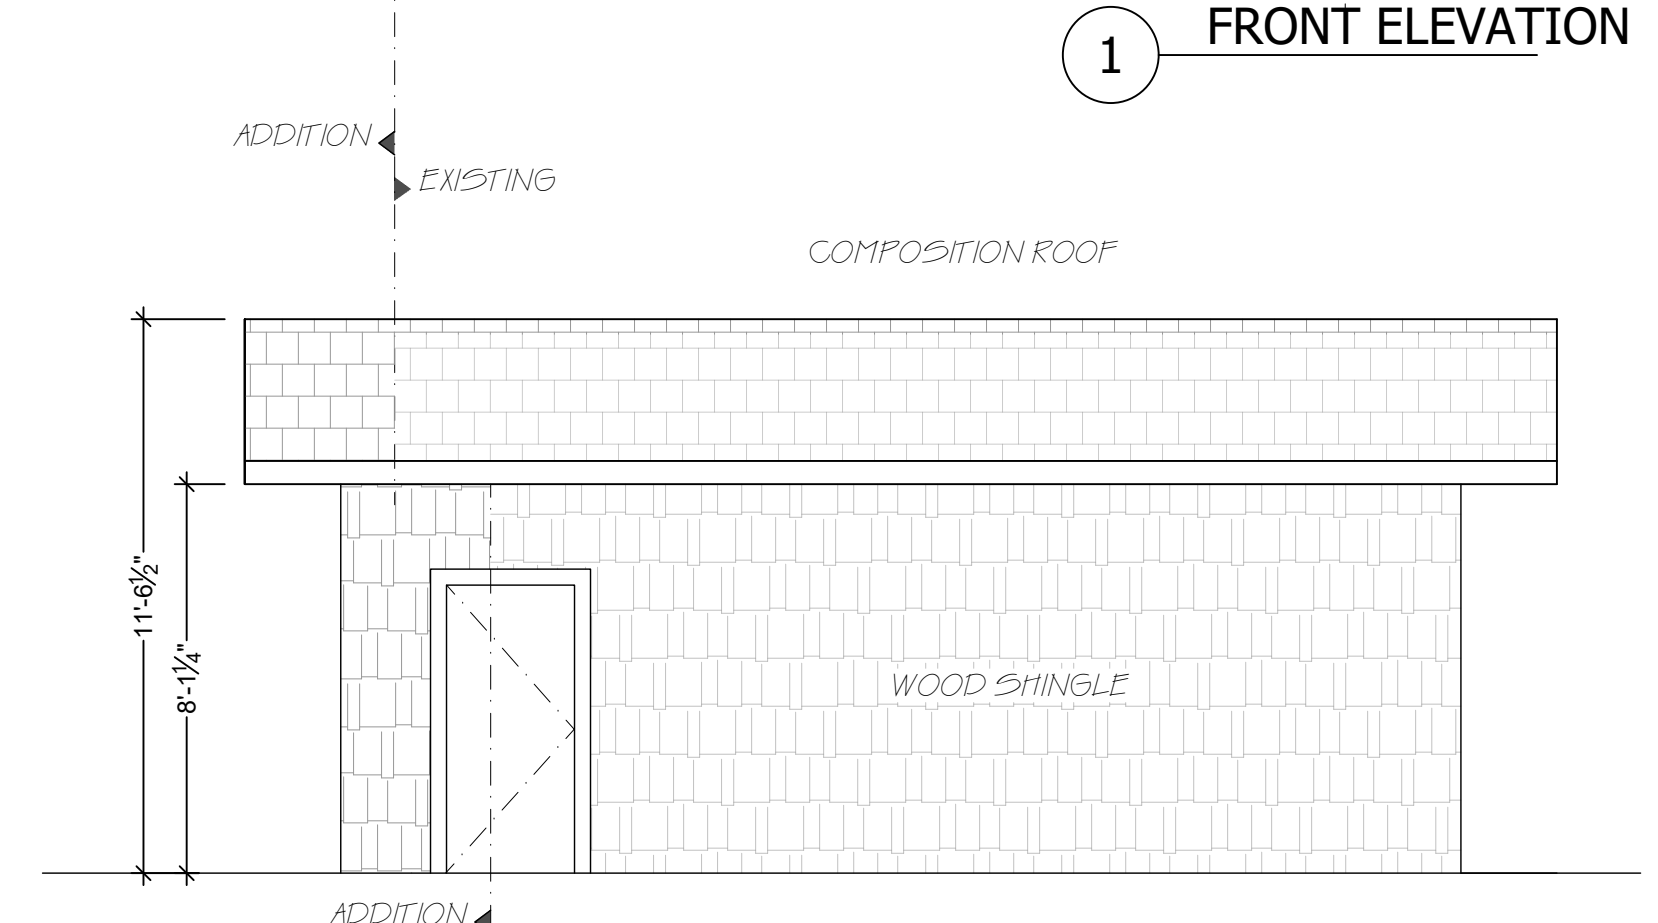 1 FRONT ELEVATION
ADDITION
EXISTING
COMPOSITION ROOF
11'-6½"
8'-1¼"
WOOD SHINGLE
ADDITION